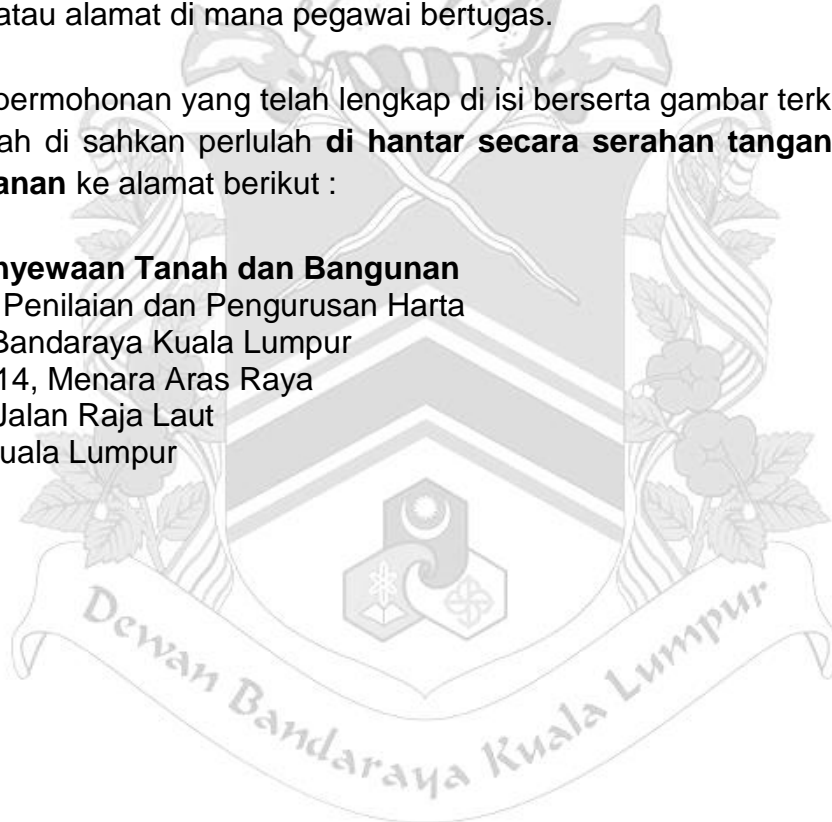 atau alamat di mana pegawai bertugas.
permohonan yang telah lengkap di isi berserta gambar terk
ah di sahkan perlulah di hantar secara serahan tangan
anan ke alamat berikut :
nyewaan Tanah dan Bangunan
Penilaian dan Pengurusan Harta
Bandaraya Kuala Lumpur
14, Menara Aras Raya
Jalan Raja Laut
uala Lumpur
Dewan Bandaraya Kuala Lumpur